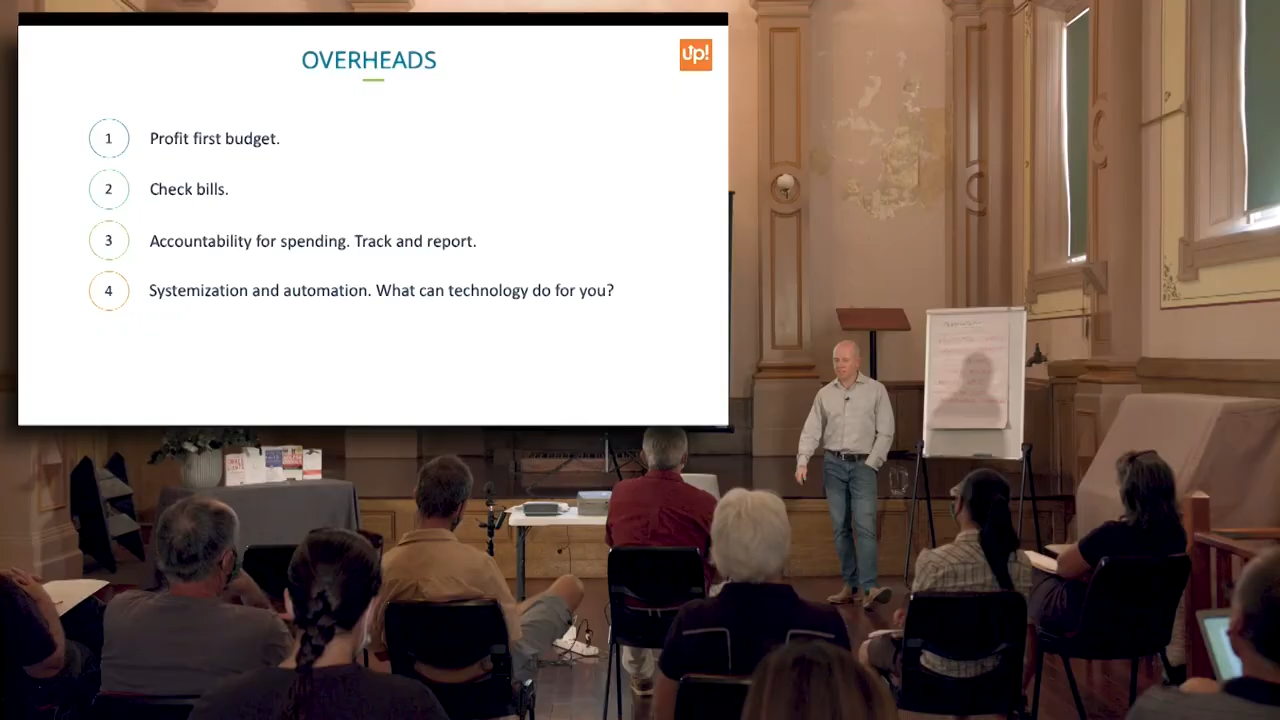 OVERHEADS
up!
1 Profit first budget.
2 Check bills.
3 Accountability for spending. Track and report.
4 Systemization and automation. What can technology do for you?